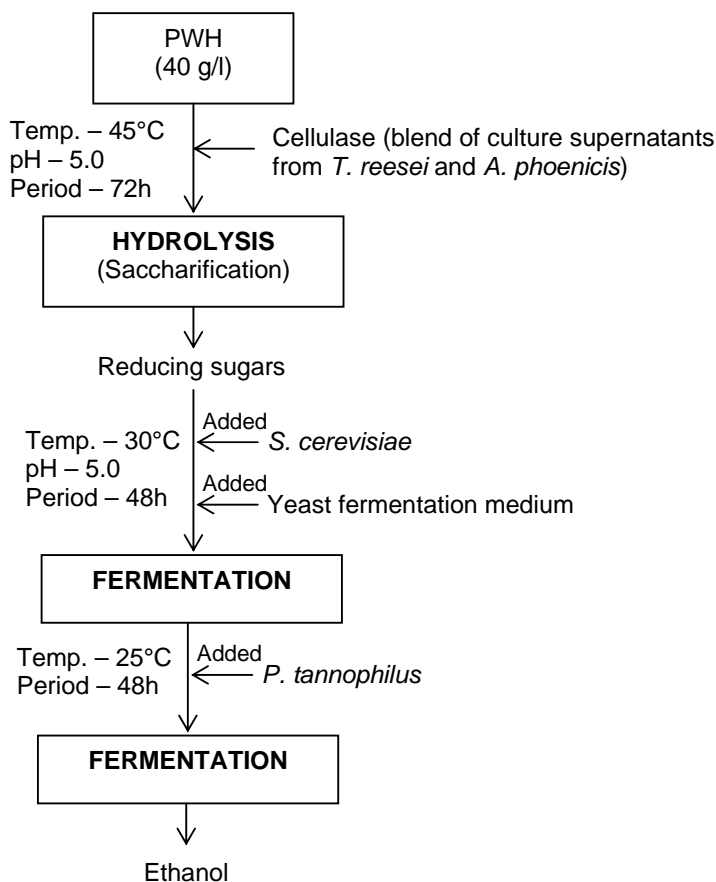 PWH
(40 g/l)
Temp. – 45°C
pH – 5.0
Period – 72h
Cellulase (blend of culture supernatants
from T. reesei and A. phoenicis)
HYDROLYSIS
(Saccharification)
Reducing sugars
Temp. – 30°C
pH – 5.0
Period – 48h
Added
S. cerevisiae
Added
Yeast fermentation medium
FERMENTATION
Temp. – 25°C
Period – 48h
Added
P. tannophilus
FERMENTATION
Ethanol